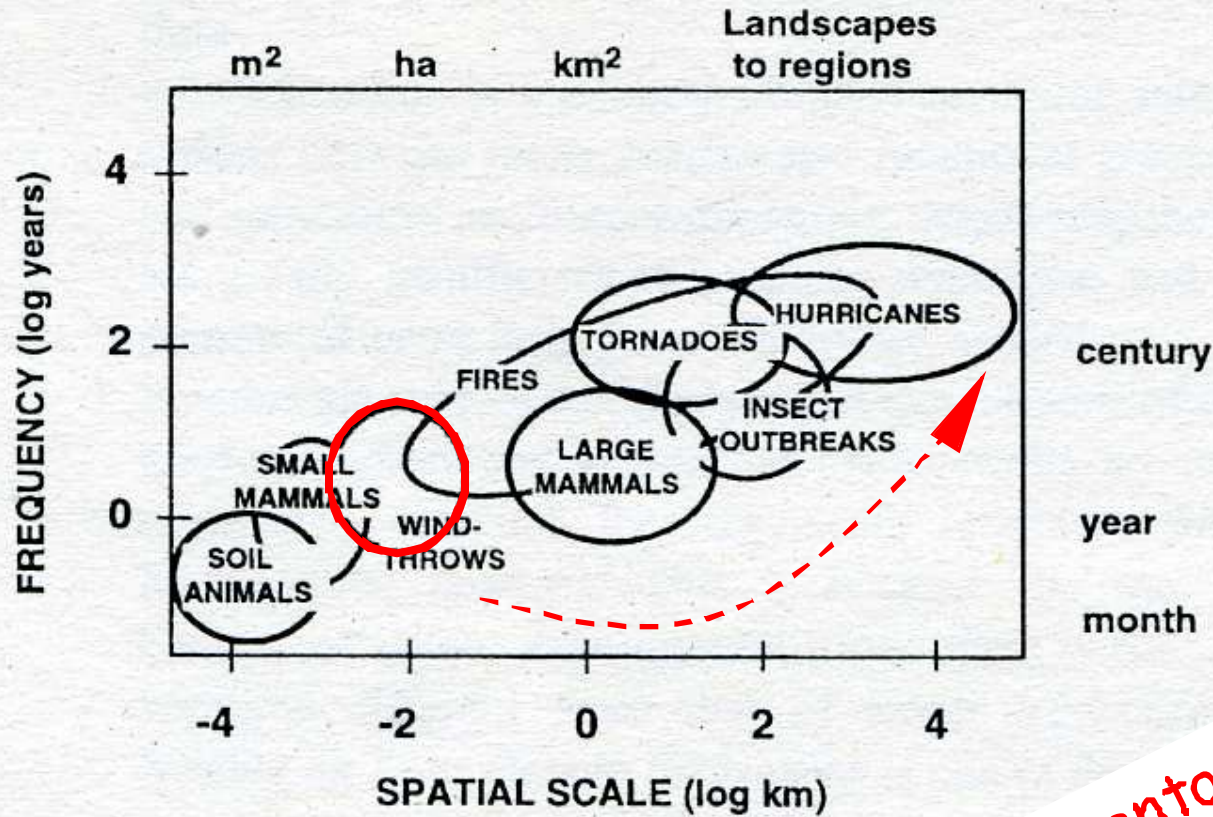 Landscapes
to regions
m²
ha
km²
FREQUENCY (log years)
4
2
0
century
year
month
HURRICANES
TORNADOES
FIRES
INSECT
OUTBREAKS
LARGE
MAMMALS
SMALL
MAMMALS
WIND-
THROWS
SOIL
ANIMALS
-4
-2
0
2
4
SPATIAL SCALE (log km)